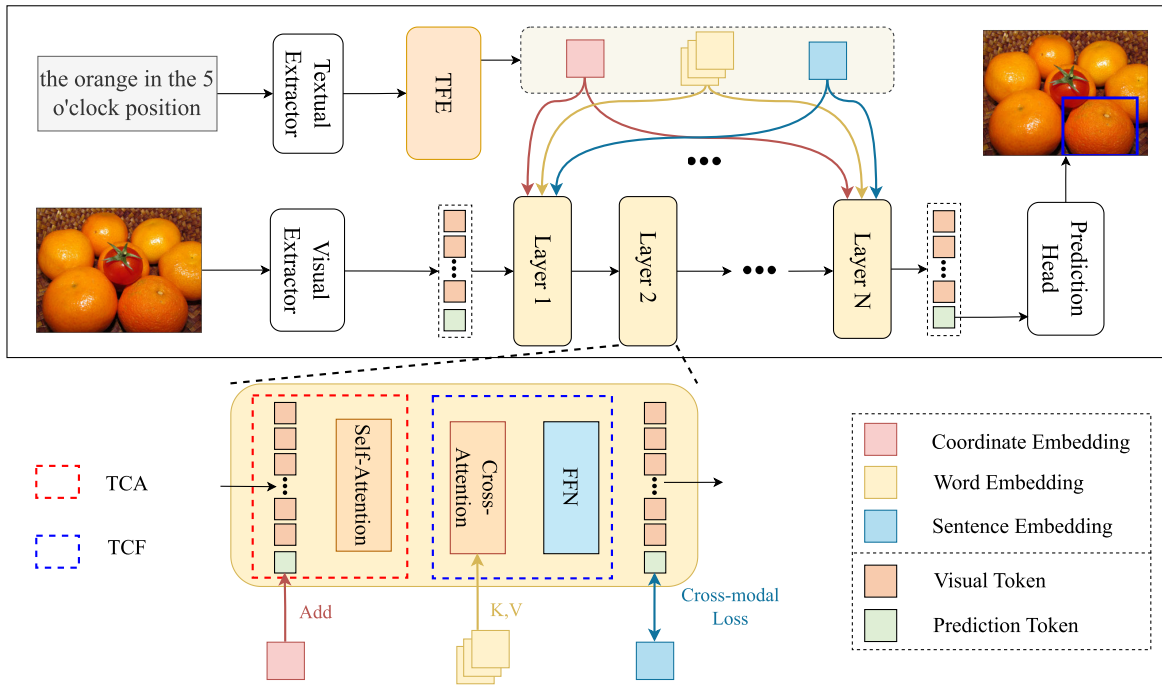 the orange in the 5
o'clock position
Textual
Extractor
TFE
Visual
Extractor
Layer 1
Layer 2
Layer N
Prediction
Head
Self-Attention
Cross-
Attention
FFN
TCA
TCF
Add
K,V
Cross-modal
Loss
Coordinate Embedding
Word Embedding
Sentence Embedding
Visual Token
Prediction Token